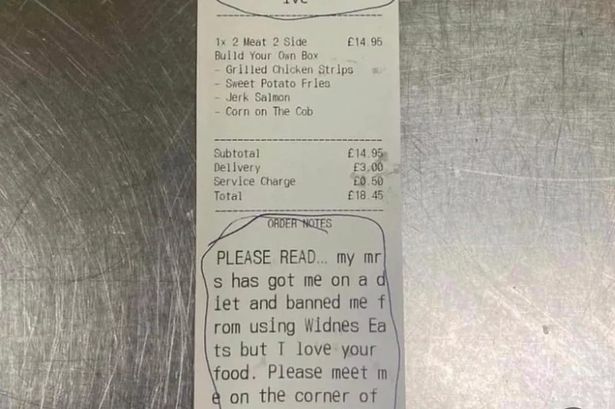 1x 2 Meat 2 Side £14.95
Build Your Own Box
- Grilled Chicken Strips
- Sweet Potato Fries
- Jerk Salmon
- Corn on The Cob
Subtotal £14.95
Delivery £3.00
Service Charge £0.50
Total £18.45
ORDER NOTES
PLEASE READ... my mr
s has got me on a d
iet and banned me f
rom using Widnes Ea
ts but I love your
food. Please meet m
e on the corner of